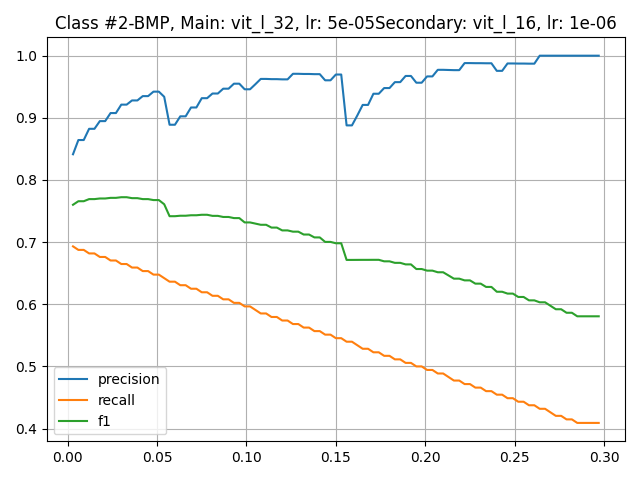 Class #2-BMP, Main: vit_l_32, lr: 5e-05Secondary: vit_l_16, lr: 1e-06
1.0
0.9
0.8
0.7
0.6
0.5
0.4
precision
recall
f1
0.00 0.05 0.10 0.15 0.20 0.25 0.30